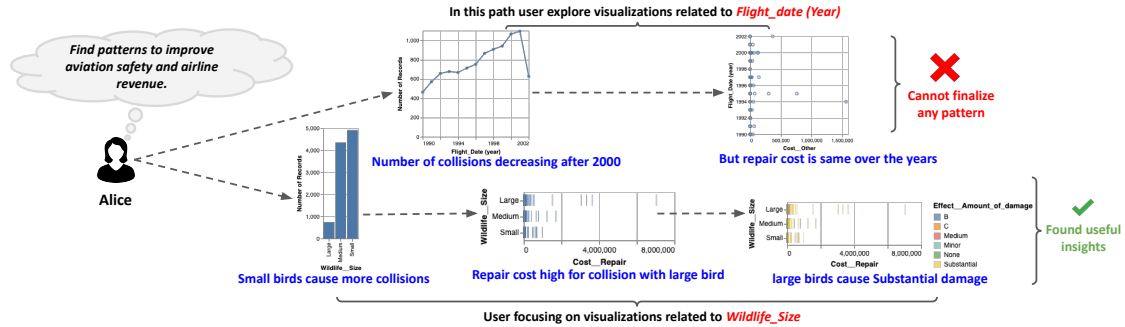 In this path user explore visualizations related to Flight_date (Year)
Find patterns to improve
aviation safety and airline
revenue.
Alice
Number of Records
1990 1994 1998 2002
Flight_Date (year)
Number of collisions decreasing after 2000
Flight_Date (year)
2002
2000
1998
1996
1994
1992
1990
0 500,000 1,000,000 1,500,000
Cost__Other
But repair cost is same over the years
Cannot finalize
any pattern
Number of Records
5,000
4,000
3,000
2,000
1,000
0
Large
Medium
Small
Wildlife__Size
Small birds cause more collisions
Wildlife__Size
Large
Medium
Small
0 4,000,000 8,000,000
Cost__Repair
Repair cost high for collision with large bird
Wildlife__Size
Large
Medium
Small
0 4,000,000 8,000,000
Cost__Repair
large birds cause Substantial damage
Effect__Amount_of_damage
B
C
Medium
Minor
None
Substantial
Found useful
insights
User focusing on visualizations related to Wildlife_Size